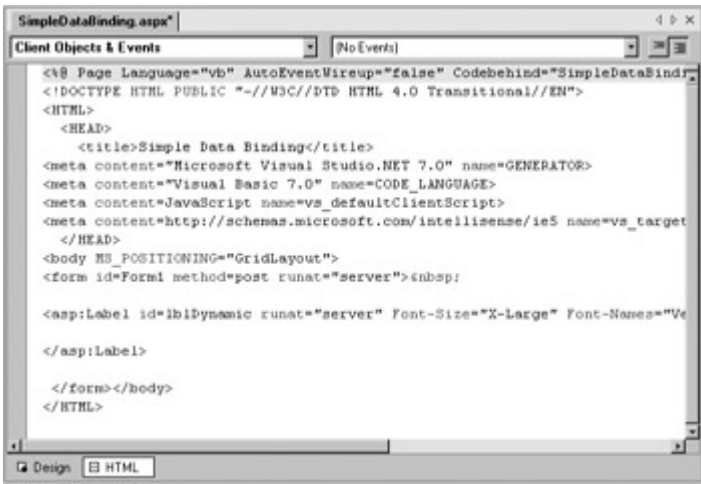 SimpleDataBinding.aspx*
Client Objects & Events (No Events)
<%@ Page Language="vb" AutoEventWireup="false" Codebehind="SimpleDataBindi
<!DOCTYPE HTML PUBLIC "-//W3C//DTD HTML 4.0 Transitional//EN">
<HTML>
<HEAD>
<title>Simple Data Binding</title>
<meta content="Microsoft Visual Studio.NET 7.0" name=GENERATOR>
<meta content="Visual Basic 7.0" name=CODE_LANGUAGE>
<meta content=JavaScript name=vs_defaultClientScript>
<meta content=http://schemas.microsoft.com/intellisense/ie5 name=vs_target
</HEAD>
<body MS_POSITIONING="GridLayout">
<form id=Form1 method=post runat="server">&nbsp;
<asp:Label id=lblDynamic runat="server" Font-Size="X-Large" Font-Names="Ve
</asp:Label>
</form></body>
</HTML>
Design HTML